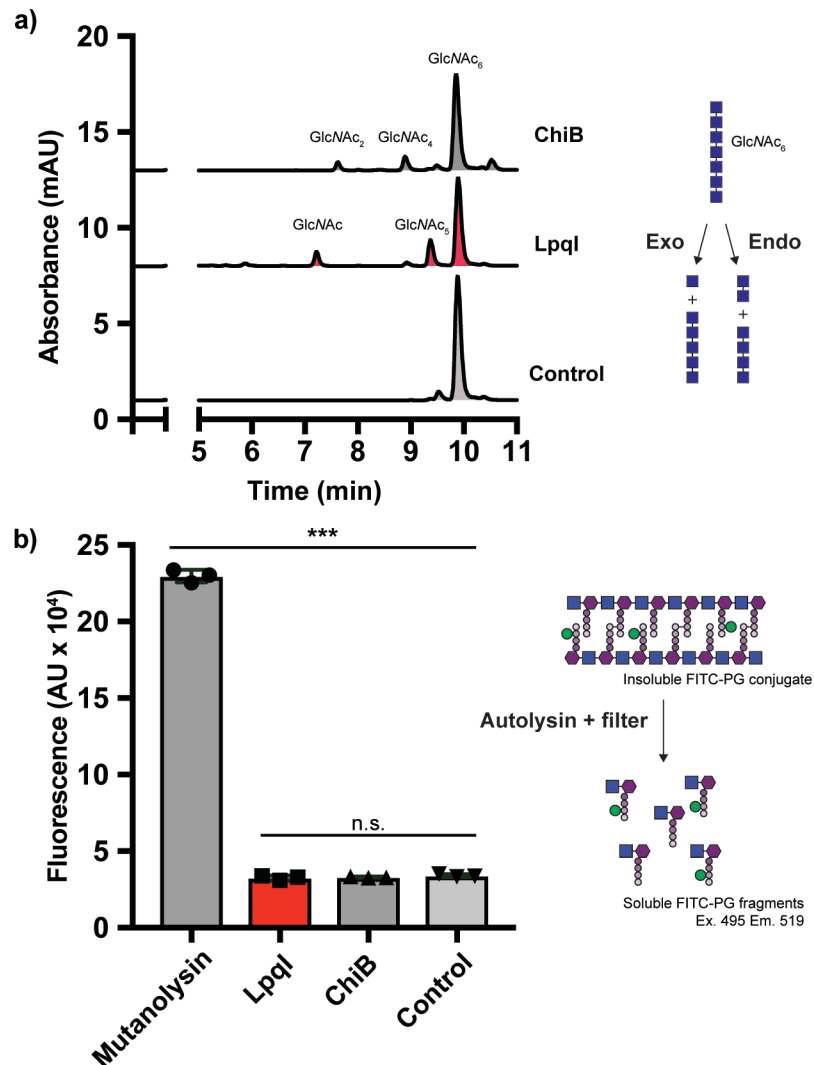 a)
20
15
10
5
0
Absorbance (mAU)
GlcNAc₂
GlcNAc₄
GlcNAc₆
ChiB
GlcNAc
GlcNAc₅
LpqI
Control
5 6 7 8 9 10 11
Time (min)
GlcNAc₆
Exo
Endo
+
+
b)
25
20
15
10
5
0
Fluorescence (AU x 10⁴)
***
n.s.
Mutanolysin
LpqI
ChiB
Control
Insoluble FITC-PG conjugate
Autolysin + filter
Soluble FITC-PG fragments
Ex. 495 Em. 519